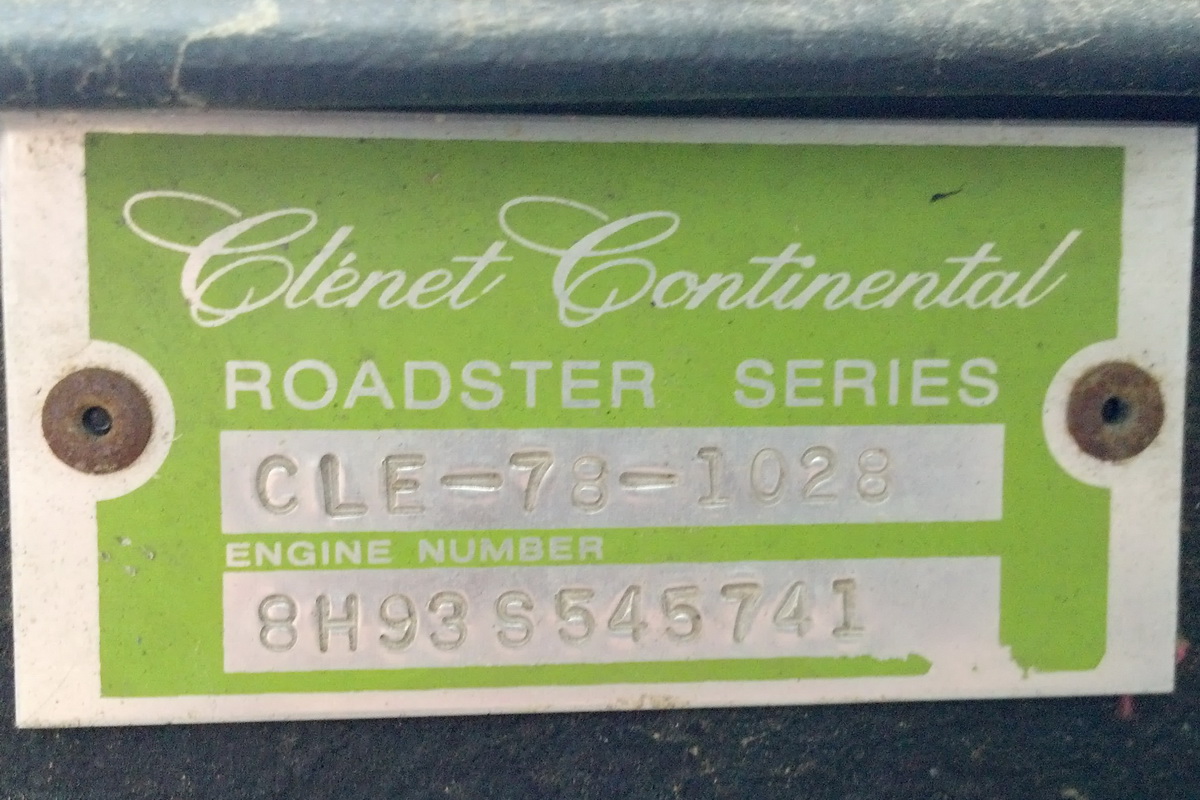 Clénet Continental
ROADSTER SERIES
CLE-78-1028
ENGINE NUMBER
8H93S545741